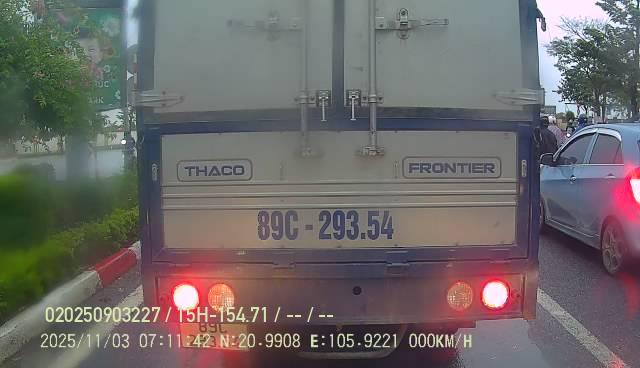 THACO
FRONTIER
89C-293.54
020250903227 / 15H-154.71 / -- / --
89C
2025/11/03 07:11:42 N:20.9908 E:105.9221 000KM/H